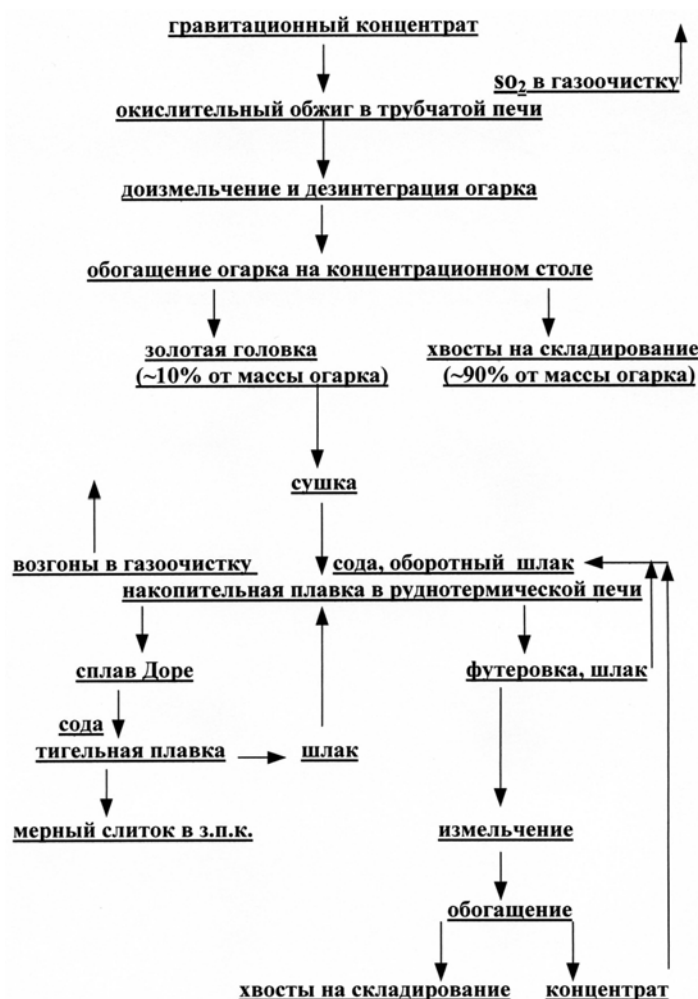 гравитационный концентрат
SO₂ в газоочистку
окислительный обжиг в трубчатой печи
доизмельчение и дезинтеграция огарка
обогащение огарка на концентрационном столе
золотая головка
(~10% от массы огарка)
хвосты на складирование
(~90% от массы огарка)
сушка
возгоны в газоочистку
сода, оборотный шлак
накопительная плавка в руднотермической печи
сплав Доре
футеровка, шлак
сода
тигельная плавка
шлак
мерный слиток в з.п.к.
измельчение
обогащение
хвосты на складирование
концентрат